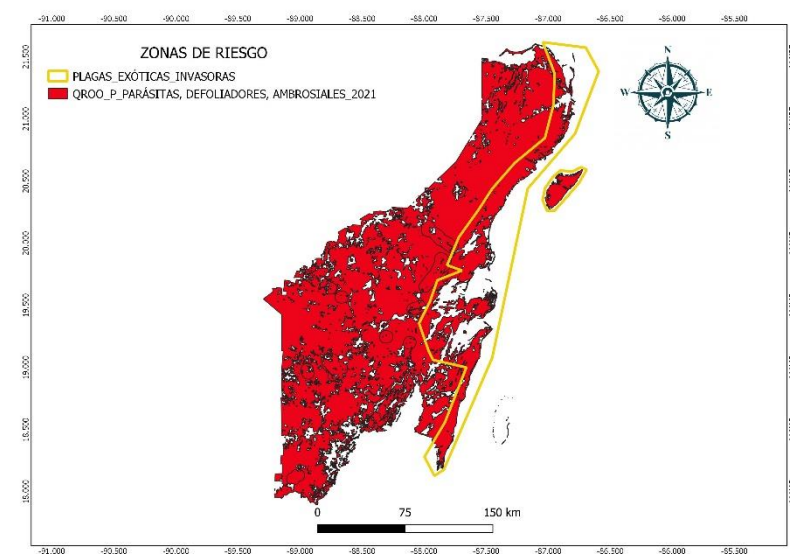 -91.000 -90.500 -90.000 -89.500 -89.000 -88.500 -88.000 -87.500 -87.000 -86.500 -86.000 -85.500
ZONAS DE RIESGO
PLAGAS_EXÓTICAS_INVASORAS
QROO_P_PARÁSITAS, DEFOLIADORES, AMBROSIALES_2021
N
W
E
S
21.500
21.000
20.500
20.000
19.500
19.000
18.500
18.000
0 75 150 km
-91.000 -90.500 -90.000 -89.500 -89.000 -88.500 -88.000 -87.500 -87.000 -86.500 -86.000 -85.500